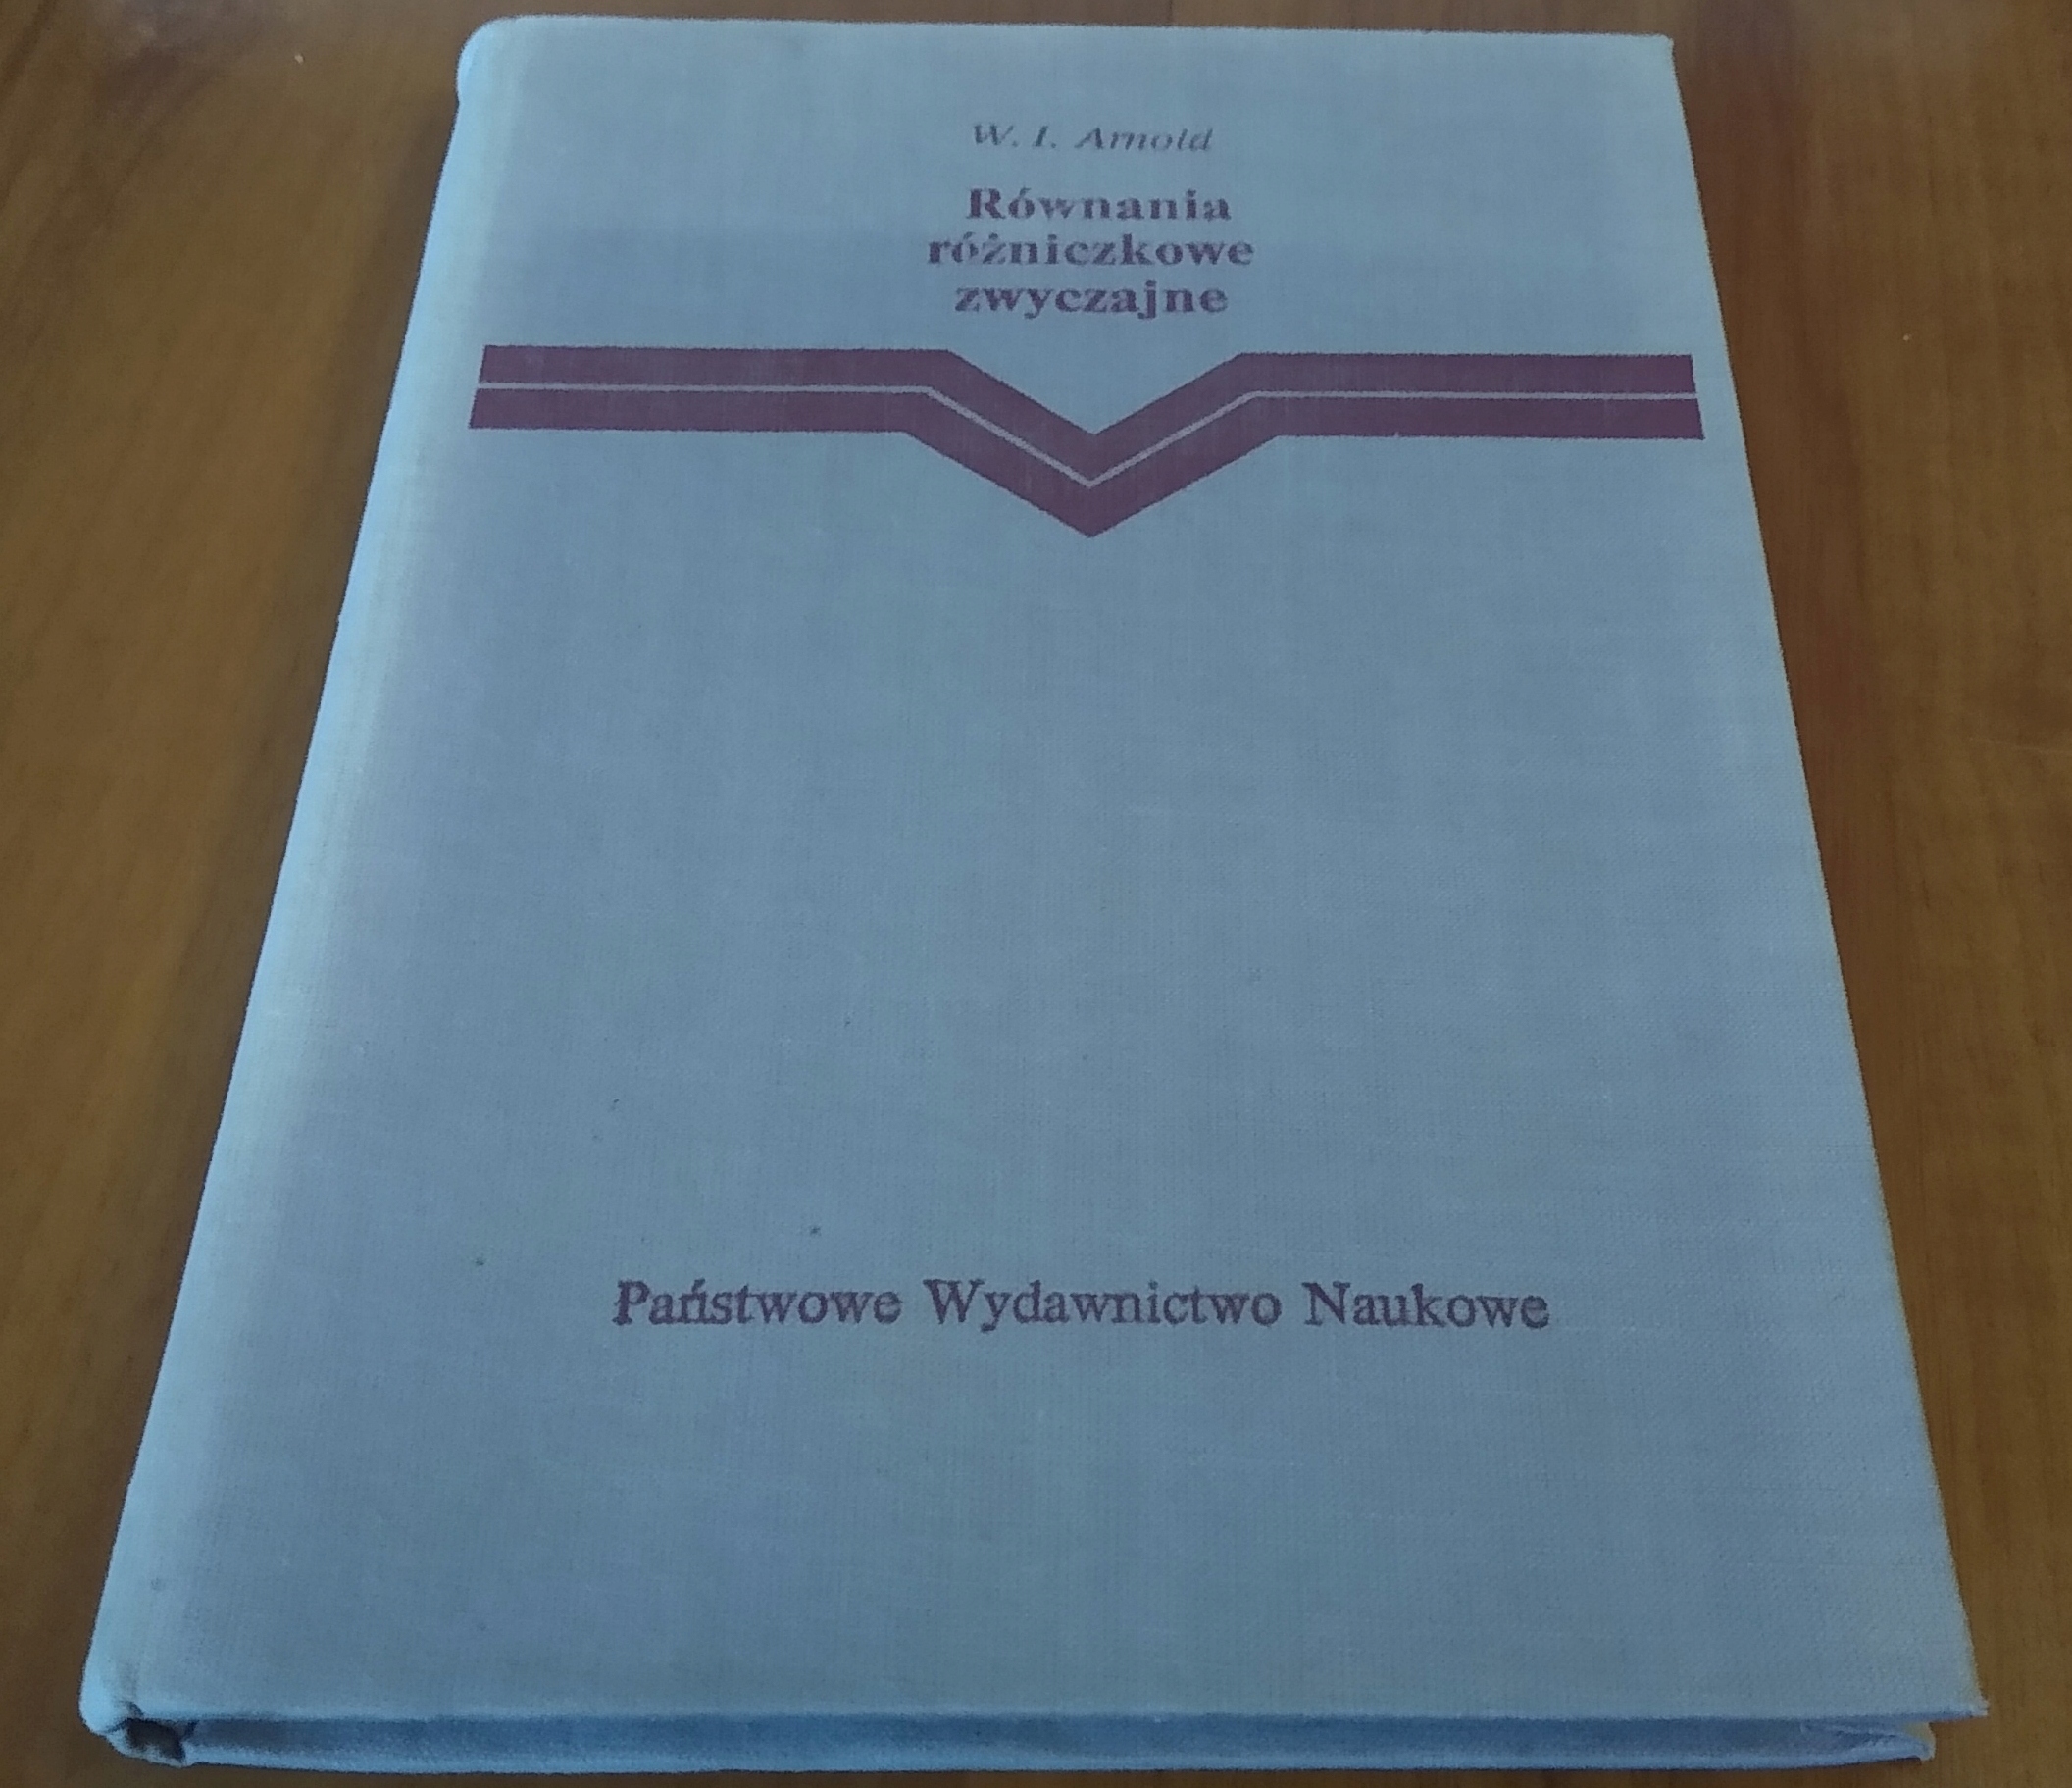 W. I. Arnold
Równania
różniczkowe
zwyczajne
Państwowe Wydawnictwo Naukowe